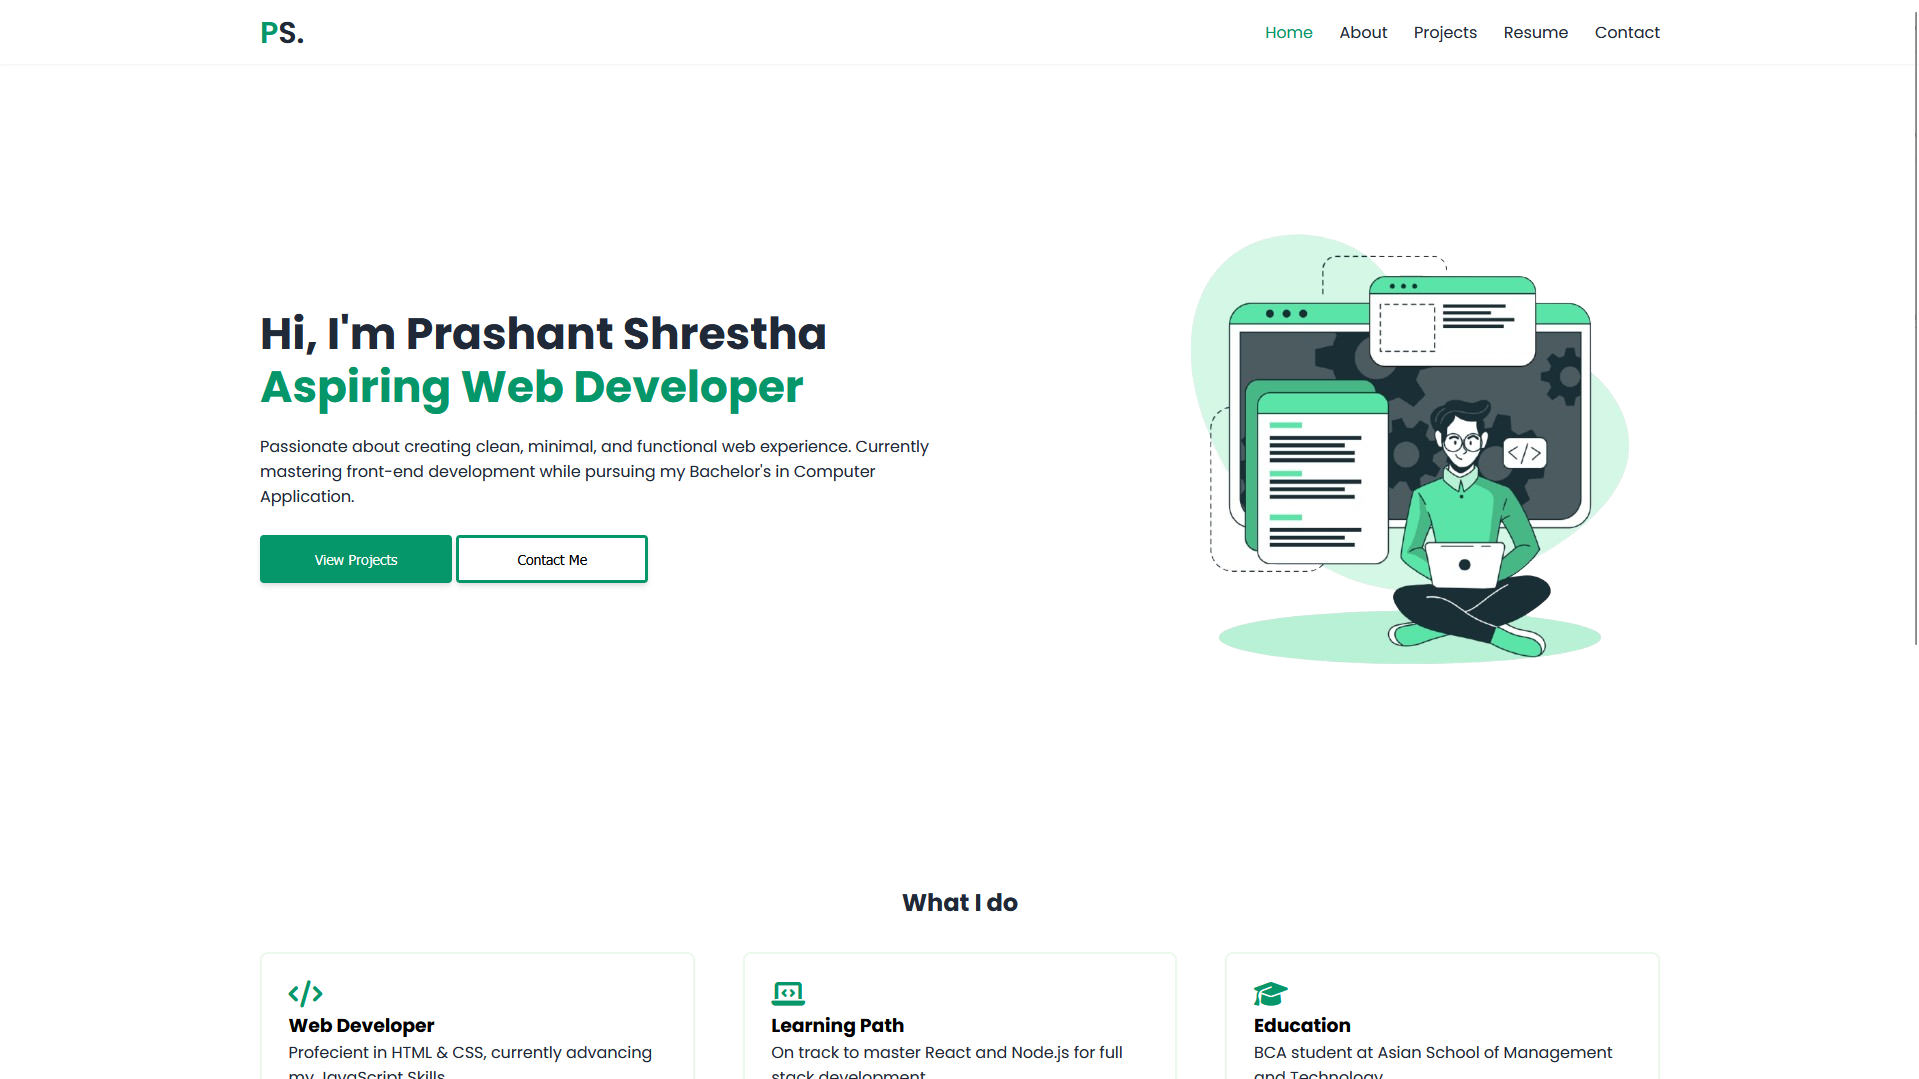 PS.
Home About Projects Resume Contact
Hi, I'm Prashant Shrestha
Aspiring Web Developer
Passionate about creating clean, minimal, and functional web experience. Currently
mastering front-end development while pursuing my Bachelor's in Computer
Application.
View Projects Contact Me
</>
What I do
Web Developer
Profecient in HTML & CSS, currently advancing
my JavaScript Skills
Learning Path
On track to master React and Node.js for full
stack development
Education
BCA student at Asian School of Management
and Technology